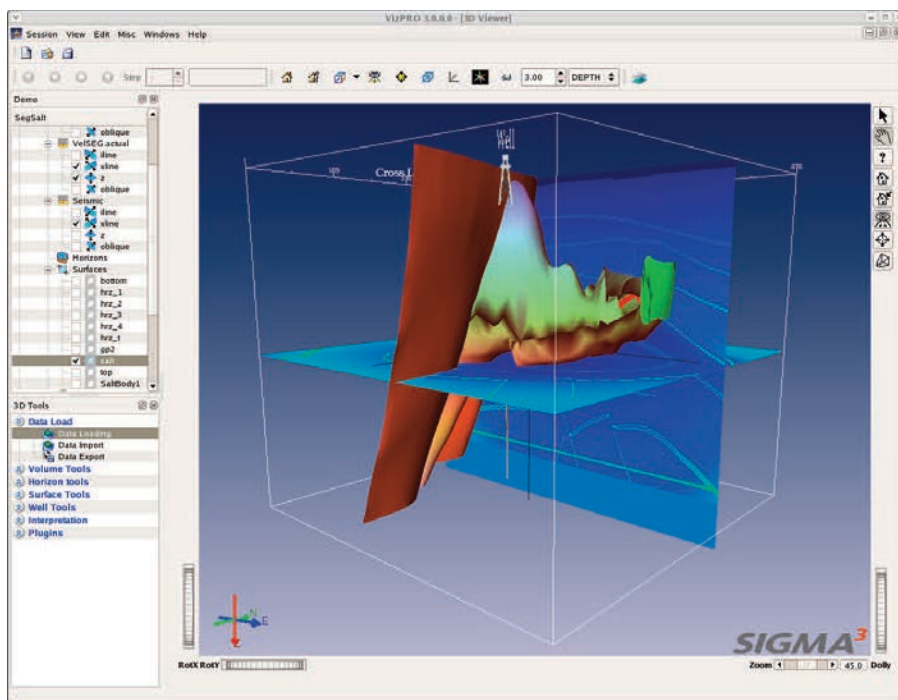 VizPRO 3.0.0.0 - [3D Viewer]
Session View Edit Misc Windows Help
Step
3.00 DEPTH
Demo
SegSalt
oblique
VelSEG.actual
iline
xline
z
oblique
Seismic
iline
xline
z
oblique
Horizons
Surfaces
bottom
hrz_1
hrz_2
hrz_3
hrz_4
hrz_t
gp2
salt
top
SaltBody1
3D Tools
Data Load
Data Loading
Data Import
Data Export
Volume Tools
Horizon tools
Surface Tools
Well Tools
Interpretation
Plugins
Well
Cross
N
E
Z
SIGMA³
RotX RotY
Zoom 45.0 Dolly